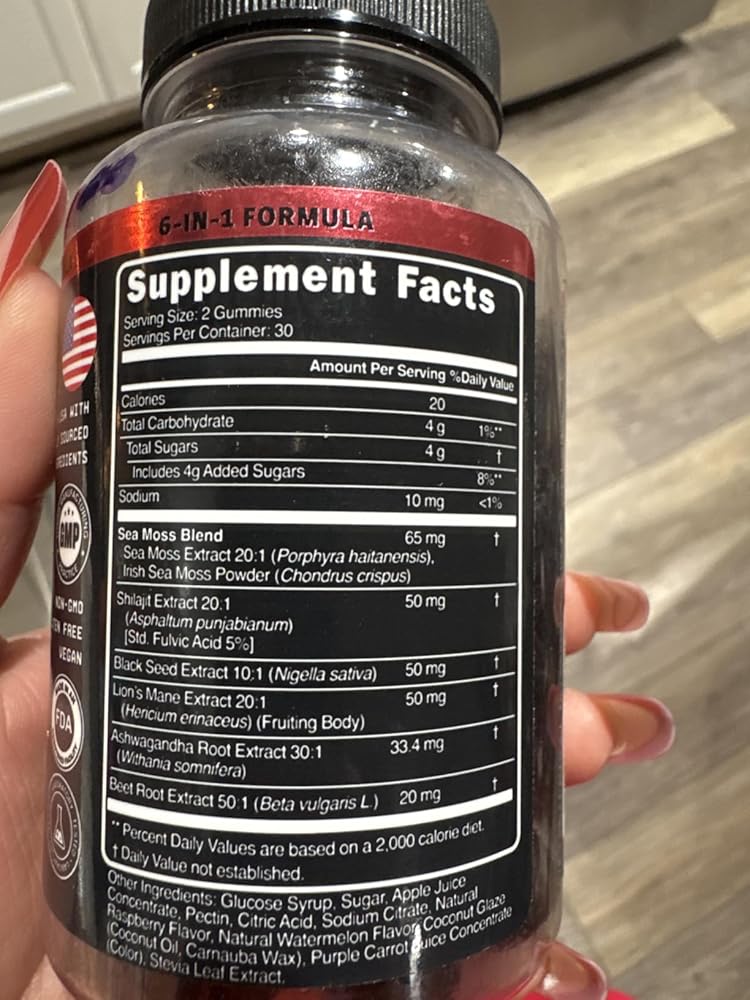 6-IN-1 FORMULA
Supplement Facts
Serving Size: 2 Gummies
Servings Per Container: 30
Amount Per Serving %Daily Value
Calories 20
Total Carbohydrate 4 g 1%**
Total Sugars 4 g †
Includes 4g Added Sugars 8%**
Sodium 10 mg <1%
Sea Moss Blend 65 mg †
Sea Moss Extract 20:1 (Porphyra haitanensis),
Irish Sea Moss Powder (Chondrus crispus)
Shilajit Extract 20:1 50 mg †
(Asphaltum punjabianum)
[Std. Fulvic Acid 5%]
Black Seed Extract 10:1 (Nigella sativa) 50 mg †
Lion's Mane Extract 20:1 50 mg †
(Hericium erinaceus) (Fruiting Body)
Ashwagandha Root Extract 30:1 33.4 mg †
(Withania somnifera)
Beet Root Extract 50:1 (Beta vulgaris L.) 20 mg †
** Percent Daily Values are based on a 2,000 calorie diet.
† Daily Value not established.
Other Ingredients: Glucose Syrup, Sugar, Apple Juice
Concentrate, Pectin, Citric Acid, Sodium Citrate, Natural
Raspberry Flavor, Natural Watermelon Flavor, Coconut Glaze
(Coconut Oil, Carnauba Wax), Purple Carrot Juice Concentrate
(Color), Stevia Leaf Extract.
WITH
GMP
NON-GMO
FREE
VEGAN
FDA